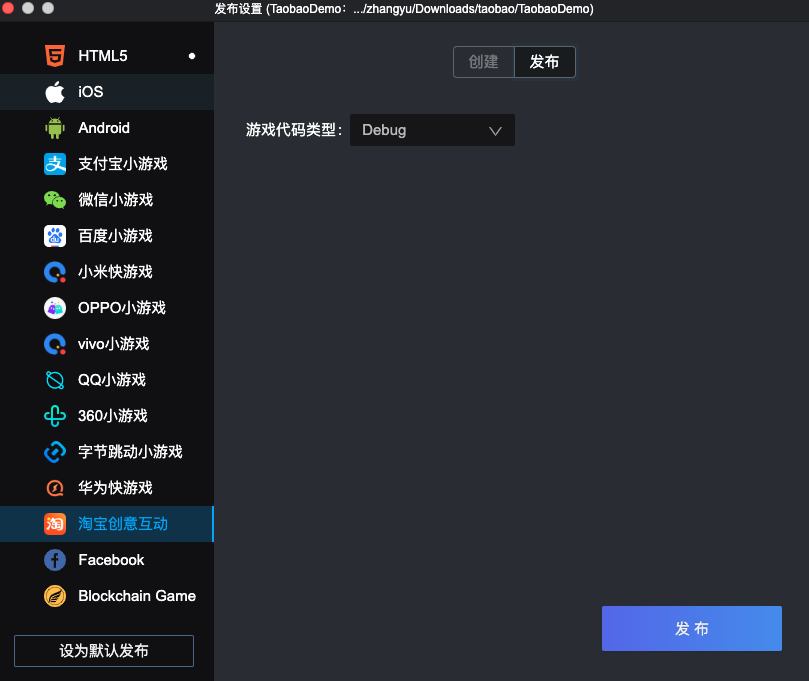 发布设置 (TaobaoDemo：.../zhangyu/Downloads/taobao/TaobaoDemo)
HTML5
iOS
Android
支付宝小游戏
微信小游戏
百度小游戏
小米快游戏
OPPO小游戏
vivo小游戏
QQ小游戏
360小游戏
字节跳动小游戏
华为快游戏
淘宝创意互动
Facebook
Blockchain Game
设为默认发布
创建 发布
游戏代码类型： Debug
发 布